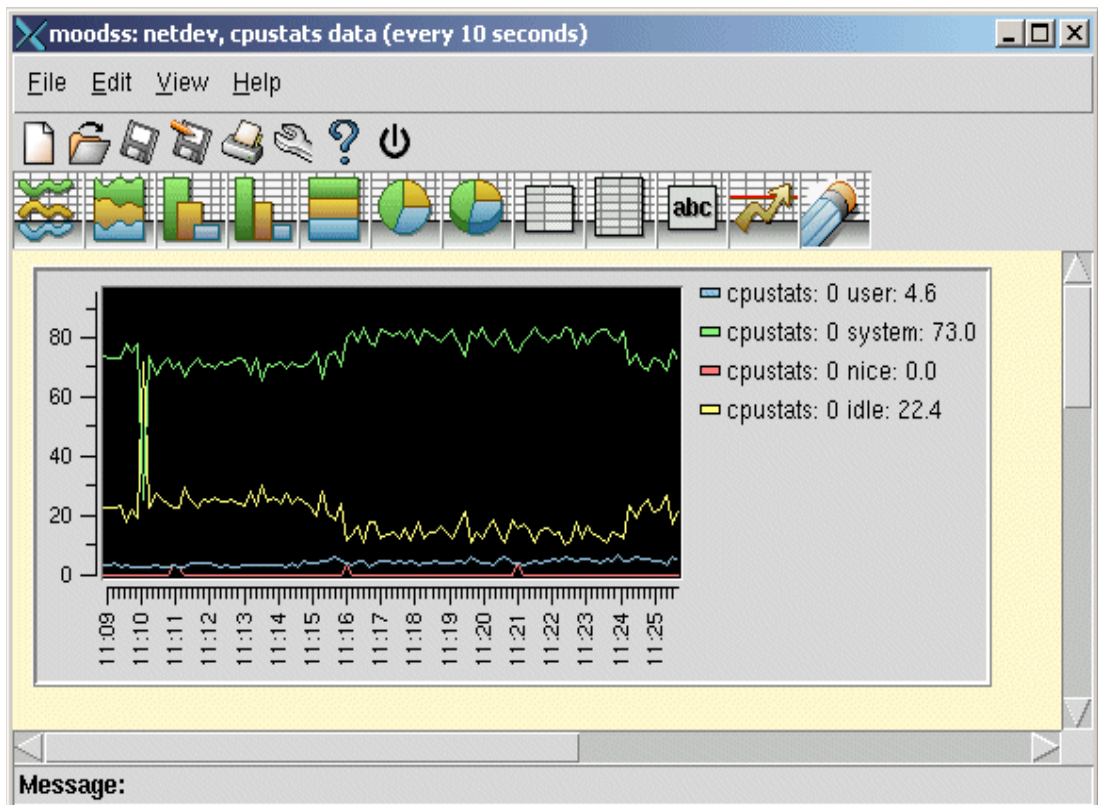 moodss: netdev, cpustats data (every 10 seconds)
File Edit View Help
abc
cpustats: 0 user: 4.6
cpustats: 0 system: 73.0
cpustats: 0 nice: 0.0
cpustats: 0 idle: 22.4
80
60
40
20
0
11:09 11:10 11:11 11:12 11:13 11:14 11:15 11:16 11:17 11:18 11:19 11:20 11:21 11:22 11:23 11:24 11:25
Message: